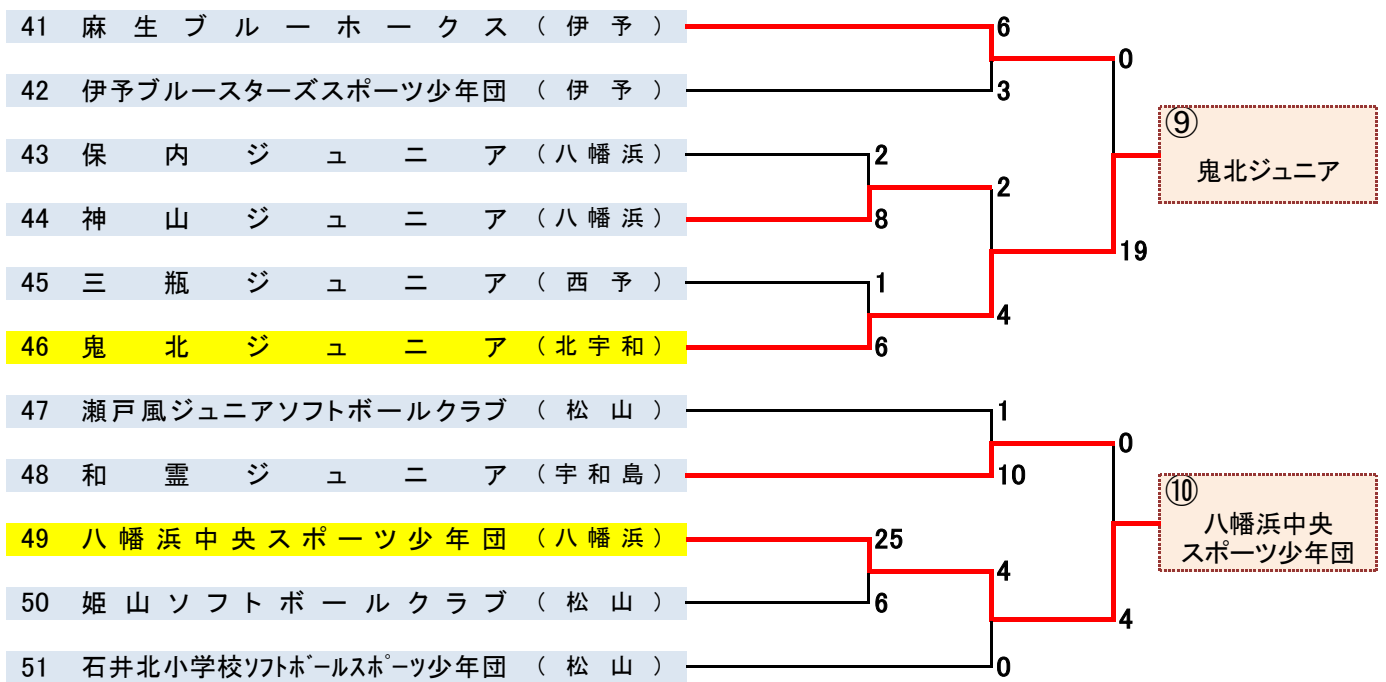 41 麻生ブルーホークス (伊予)
6
0
42 伊予ブルースターズスポーツ少年団 (伊予)
3
⑨
鬼北ジュニア
43 保内ジュニア (八幡浜)
2
2
44 神山ジュニア (八幡浜)
8
19
45 三瓶ジュニア (西予)
1
4
46 鬼北ジュニア (北宇和)
6
47 瀬戸風ジュニアソフトボールクラブ (松山)
1
0
48 和霊ジュニア (宇和島)
10
⑩
八幡浜中央
スポーツ少年団
49 八幡浜中央スポーツ少年団 (八幡浜)
25
4
50 姫山ソフトボールクラブ (松山)
6
4
51 石井北小学校ソフトボールスポーツ少年団 (松山)
0